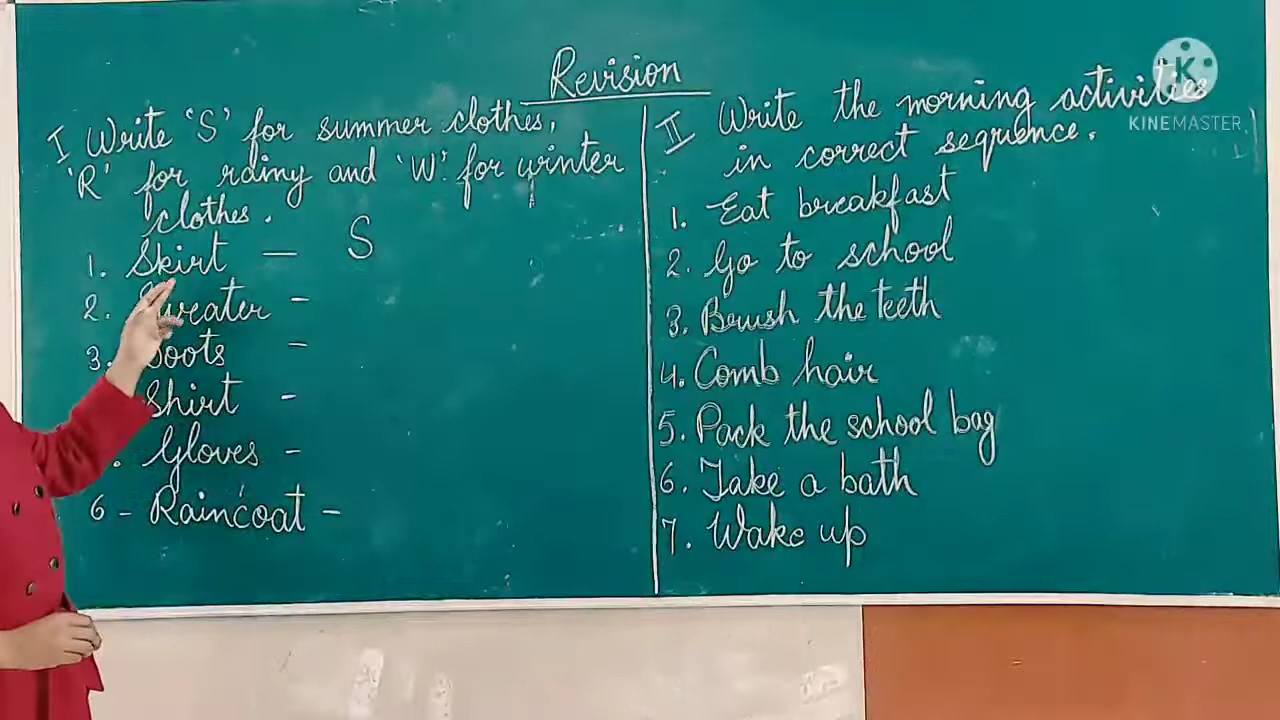 Revision
I Write 'S' for summer clothes,
'R' for rainy and 'W' for winter
clothes.
1. Skirt — S
2. Sweater -
3. Boots -
Shirt -
. Gloves -
6 - Raincoat -
II Write the morning activities
in correct sequence.
1. Eat breakfast
2. Go to school
3. Brush the teeth
4. Comb hair
5. Pack the school bag
6. Take a bath
7. Wake up
K
KINEMASTER